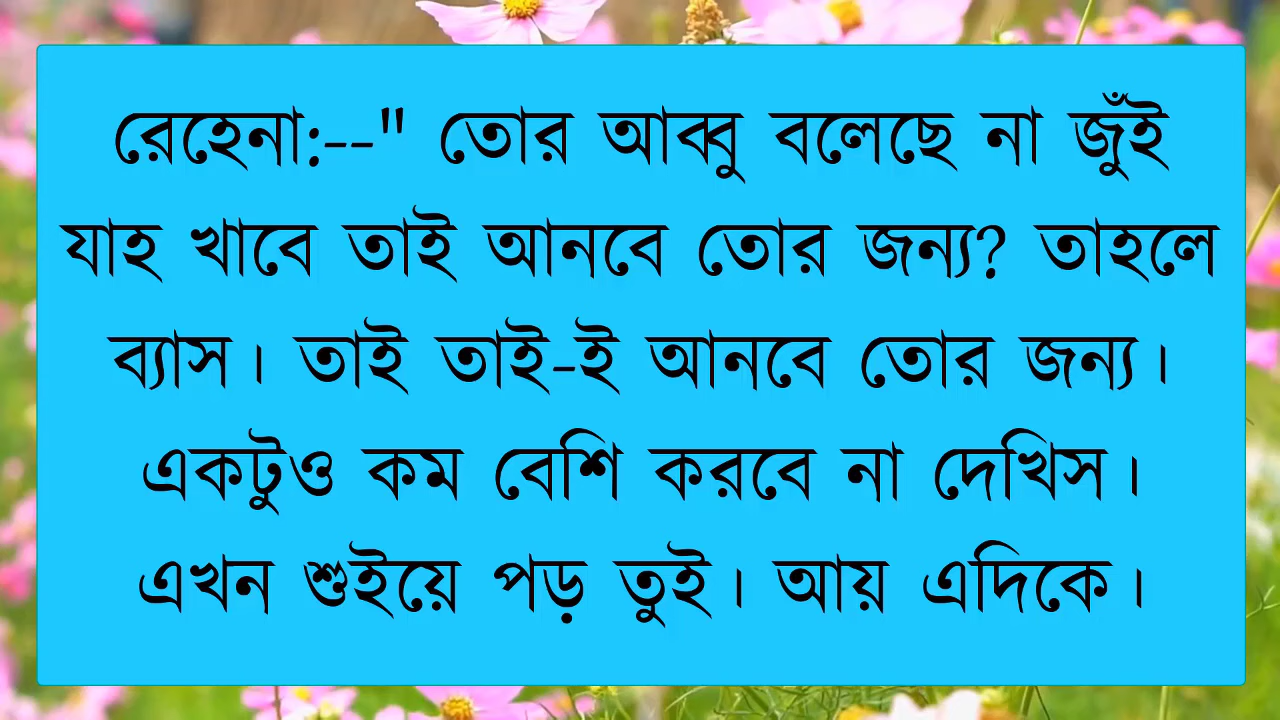 রেহেনা:--" তোর আব্বু বলেছে না জুঁই
যাহ খাবে তাই আনবে তোর জন্য? তাহলে
ব্যাস। তাই তাই-ই আনবে তোর জন্য।
একটুও কম বেশি করবে না দেখিস।
এখন শুইয়ে পড় তুই। আয় এদিকে।